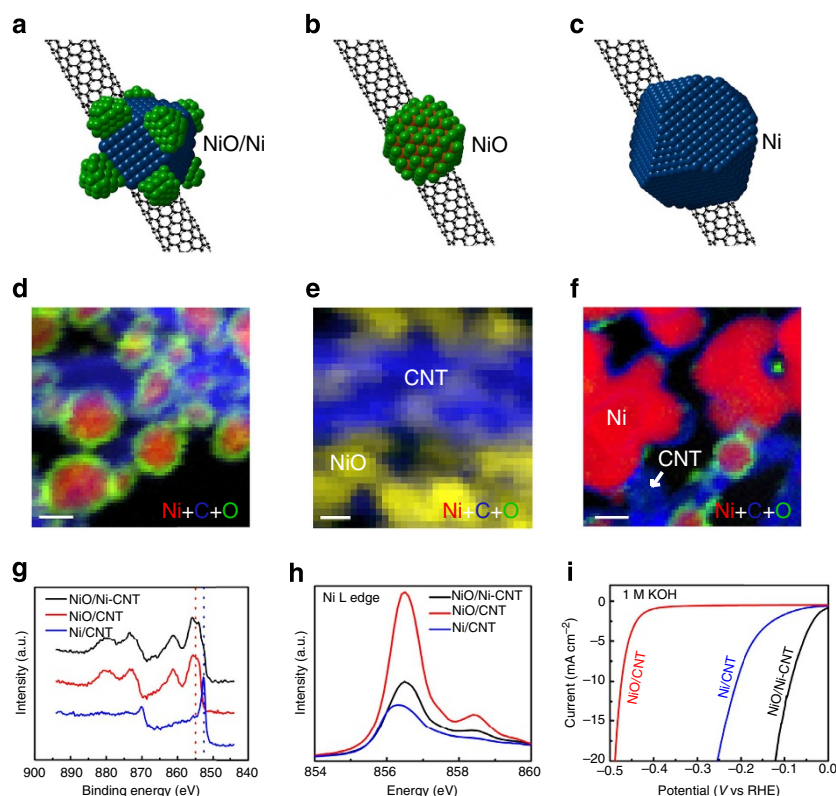 a
b
c
NiO/Ni
NiO
Ni
d
e
f
CNT
Ni
NiO
CNT
Ni+C+O
Ni+C+O
Ni+C+O
g
h
i
NiO/Ni-CNT
NiO/CNT
Ni/CNT
Intensity (a.u.)
900 890 880 870 860 850 840
Binding energy (eV)
Ni L edge
NiO/Ni-CNT
NiO/CNT
Ni/CNT
Intensity (a.u.)
854 856 858 860
Energy (eV)
1 M KOH
0
−5
−10
−15
−20
Current (mA cm−2)
NiO/CNT
Ni/CNT
NiO/Ni-CNT
−0.5 −0.4 −0.3 −0.2 −0.1 0.0
Potential (V vs RHE)